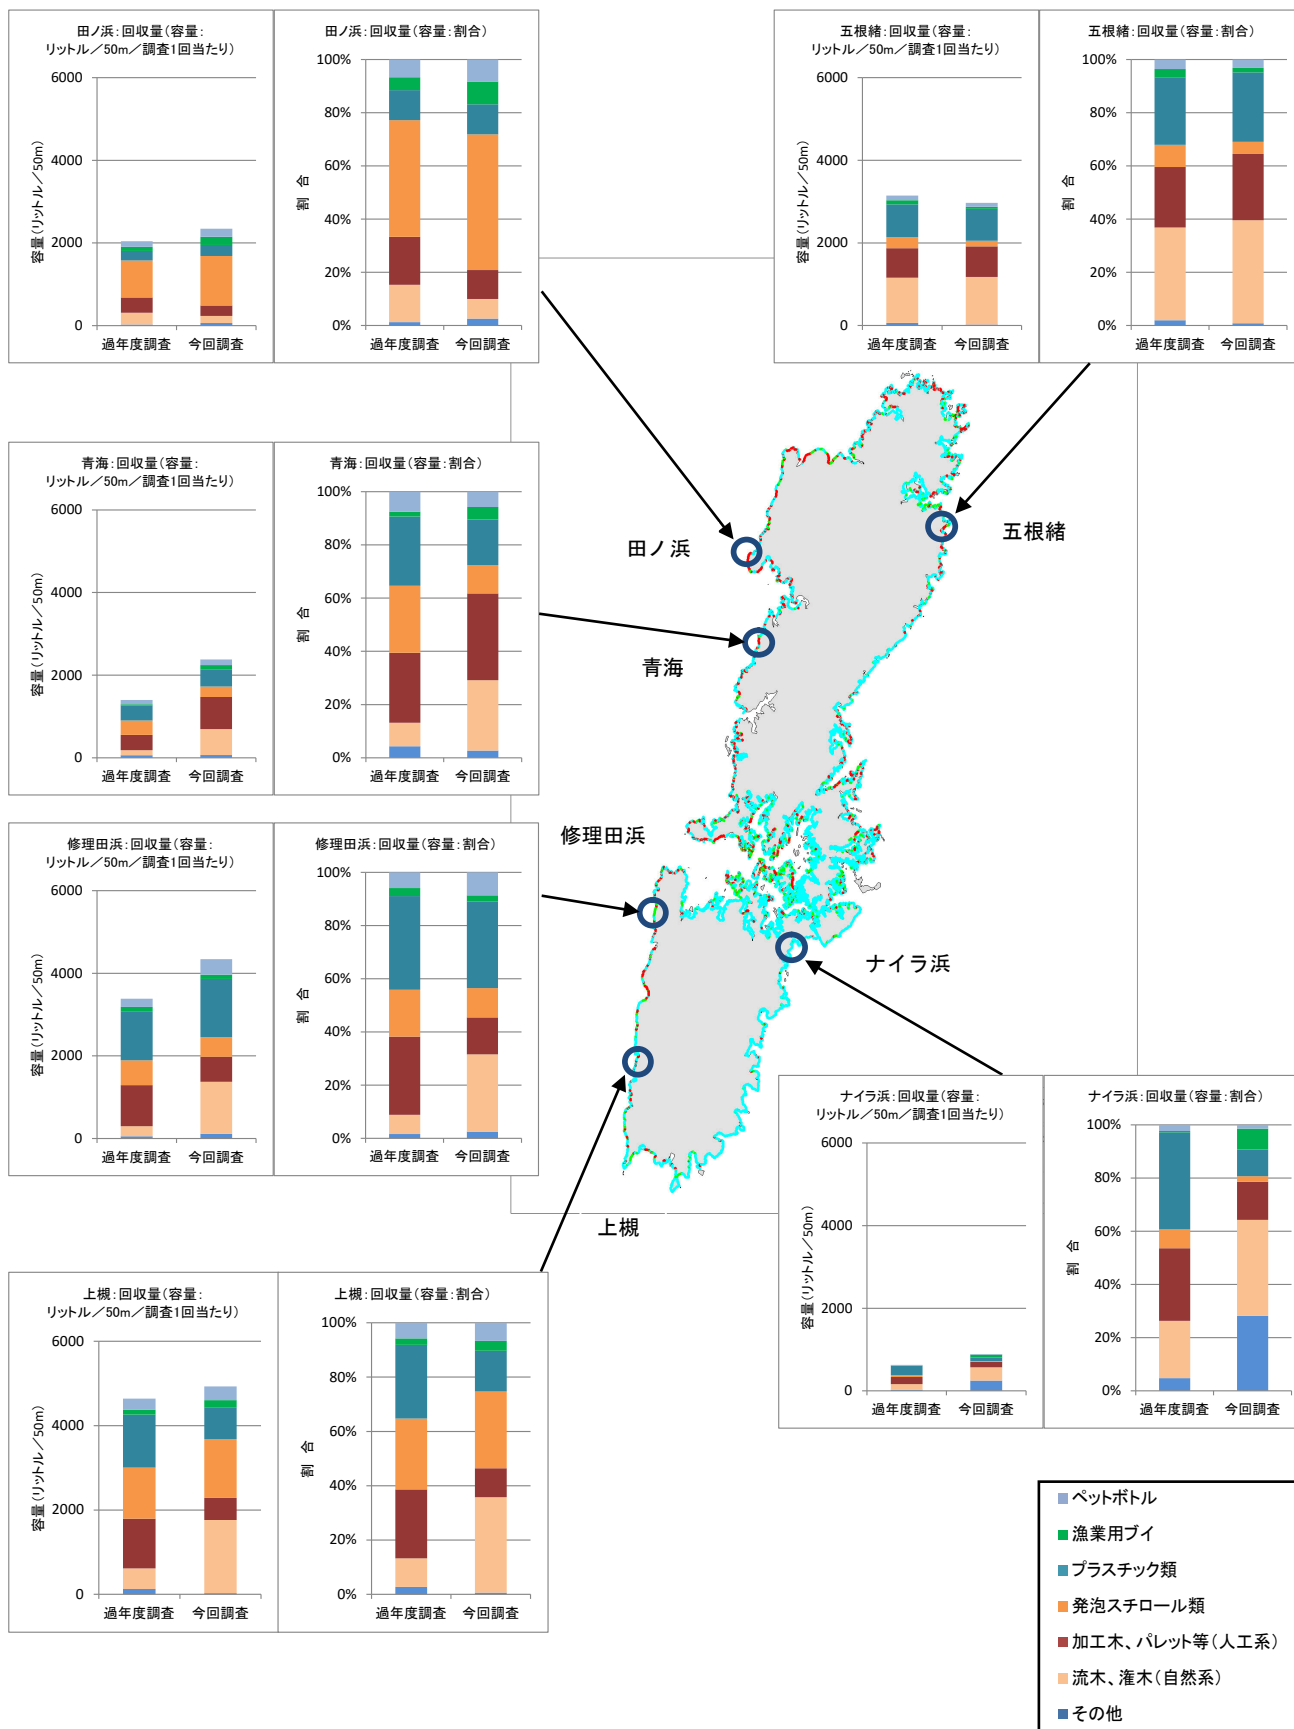 田ノ浜：回収量（容量：
リットル／50m／調査1回当たり）
容量（リットル／50m）
6000
4000
2000
0
過年度調査 今回調査
田ノ浜：回収量（容量：割合）
割 合
100%
80%
60%
40%
20%
0%
過年度調査 今回調査
五根緒：回収量（容量：
リットル／50m／調査1回当たり）
容量（リットル／50m）
6000
4000
2000
0
過年度調査 今回調査
五根緒：回収量（容量：割合）
割 合
100%
80%
60%
40%
20%
0%
過年度調査 今回調査
青海：回収量（容量：
リットル／50m／調査1回当たり）
容量（リットル／50m）
6000
4000
2000
0
過年度調査 今回調査
青海：回収量（容量：割合）
割 合
100%
80%
60%
40%
20%
0%
過年度調査 今回調査
田ノ浜
五根緒
青海
修理田浜
ナイラ浜
上槻
修理田浜：回収量（容量：
リットル／50m／調査1回当たり）
容量（リットル／50m）
6000
4000
2000
0
過年度調査 今回調査
修理田浜：回収量（容量：割合）
割 合
100%
80%
60%
40%
20%
0%
過年度調査 今回調査
ナイラ浜：回収量（容量：
リットル／50m／調査1回当たり）
容量（リットル／50m）
6000
4000
2000
0
過年度調査 今回調査
ナイラ浜：回収量（容量：割合）
割 合
100%
80%
60%
40%
20%
0%
過年度調査 今回調査
上槻：回収量（容量：
リットル／50m／調査1回当たり）
容量（リットル／50m）
6000
4000
2000
0
過年度調査 今回調査
上槻：回収量（容量：割合）
割 合
100%
80%
60%
40%
20%
0%
過年度調査 今回調査
ペットボトル
漁業用ブイ
プラスチック類
発泡スチロール類
加工木、パレット等（人工系）
流木、潅木（自然系）
その他